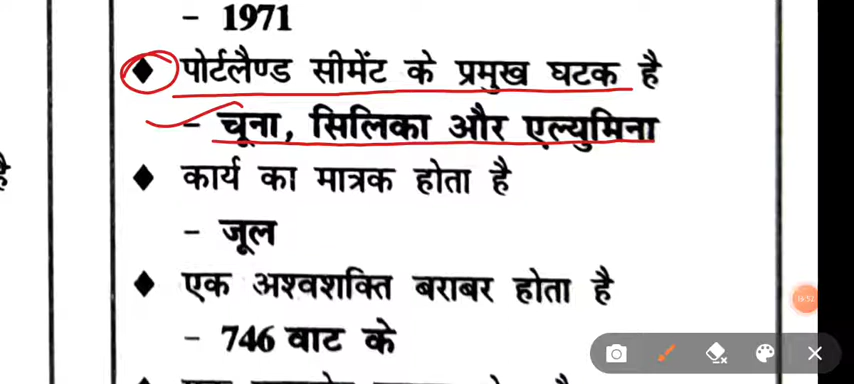 - 1971
♦ पोर्टलैण्ड सीमेंट के प्रमुख घटक है
- चूना, सिलिका और एल्युमिना
है
♦ कार्य का मात्रक होता है
- जूल
♦ एक अश्वशक्ति बराबर होता है
- 746 वाट के